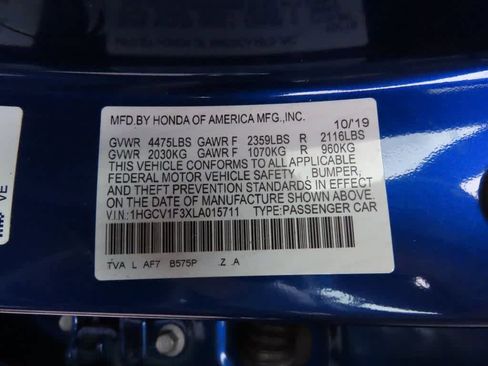 MFD.BY HONDA OF AMERICA MFG.,INC. 10/'19
GVWR 4475LBS GAWR F 2359LBS R 2116LBS
GVWR 2030KG GAWR F 1070KG R 960KG
THIS VEHICLE CONFORMS TO ALL APPLICABLE
FEDERAL MOTOR VEHICLE SAFETY, BUMPER,
AND THEFT PREVENTION STANDARDS IN
EFFECT ON THE DATE OF MANUFACTURE SHOWN ABOVE.
V.I.N.: 1HGCV1F3XLA015711 TYPE:PASSENGER CAR
TVA L AF7 B575P .Z .A
VE